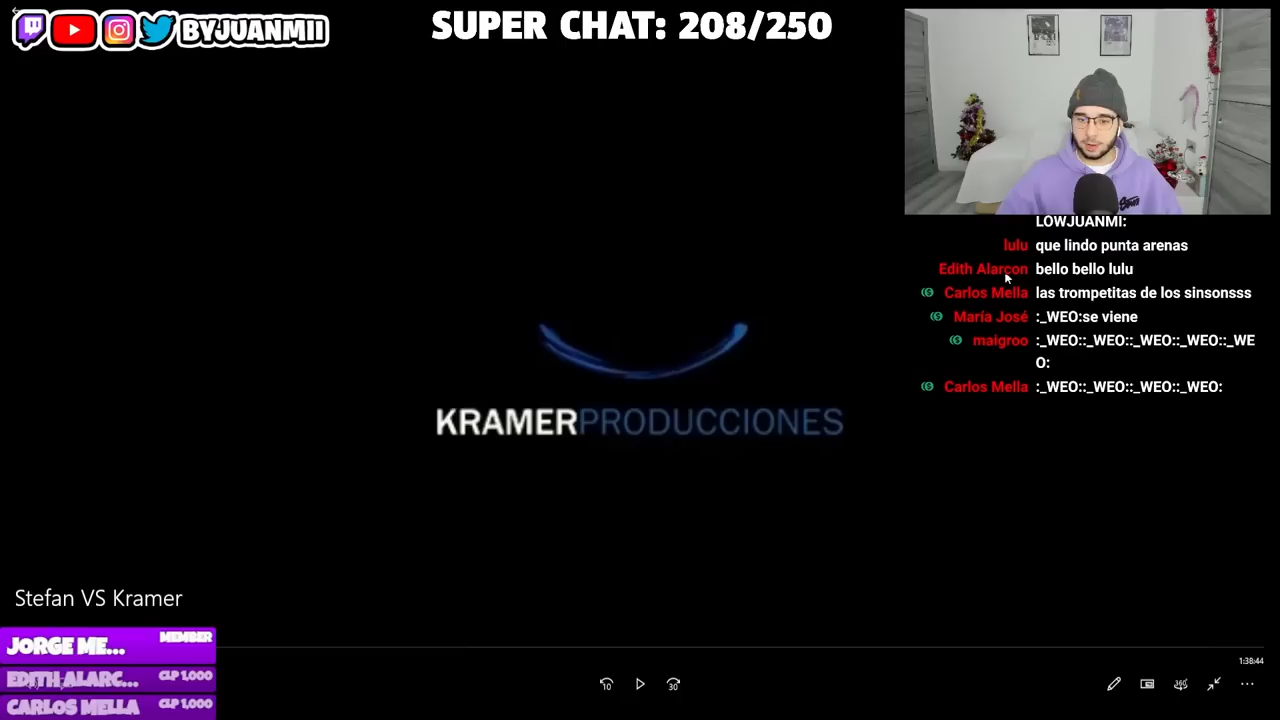 BYJUANMII
SUPER CHAT: 208/250
LOWJUANMI:
lulu que lindo punta arenas
Edith Alarcon bello bello lulu
Carlos Mella las trompetitas de los sinsonsss
María José :_WEO:se viene
maigroo :_WEO::_WEO::_WEO::_WEO::_WE
O:
Carlos Mella :_WEO::_WEO::_WEO::_WEO:
KRAMERPRODUCCIONES
Stefan VS Kramer
JORGE ME... MEMBER
EDITH ALARC... CLP 1,000
CARLOS MELLA CLP 1,000
1:38:44
10
30
360